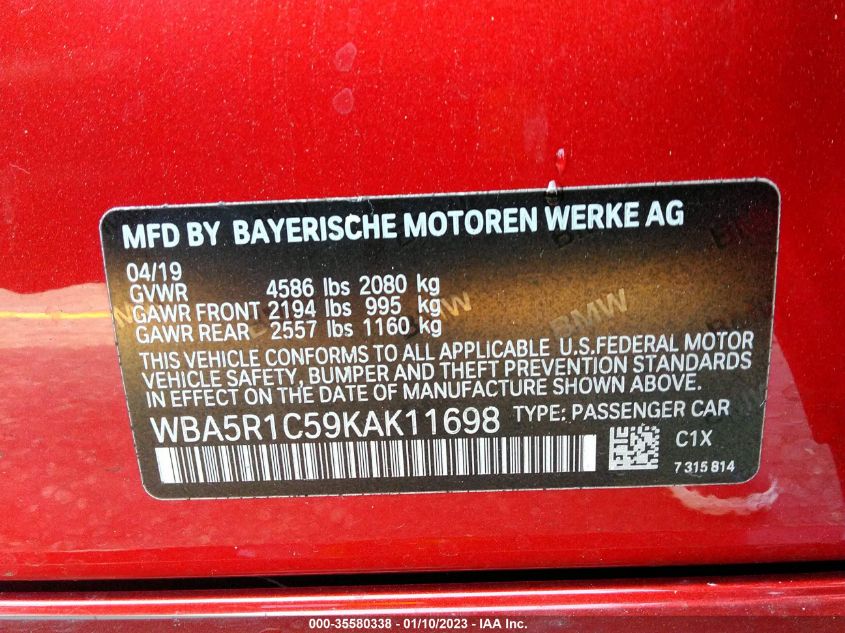 MFD BY BAYERISCHE MOTOREN WERKE AG
04/19
GVWR 4586 lbs 2080 kg
GAWR FRONT 2194 lbs 995 kg
GAWR REAR 2557 lbs 1160 kg
THIS VEHICLE CONFORMS TO ALL APPLICABLE U.S.FEDERAL MOTOR
VEHICLE SAFETY, BUMPER AND THEFT PREVENTION STANDARDS
IN EFFECT ON THE DATE OF MANUFACTURE SHOWN ABOVE.
WBA5R1C59KAK11698 TYPE: PASSENGER CAR
C1X
7 315 814
000-35580338 - 01/10/2023 - IAA Inc.